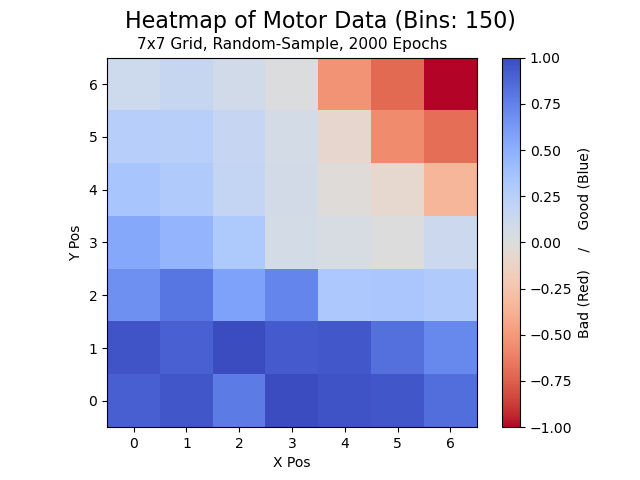 Heatmap of Motor Data (Bins: 150)
7x7 Grid, Random-Sample, 2000 Epochs
Y Pos
6
5
4
3
2
1
0
0 1 2 3 4 5 6
X Pos
1.00
0.75
0.50
0.25
0.00
−0.25
−0.50
−0.75
−1.00
Bad (Red) / Good (Blue)